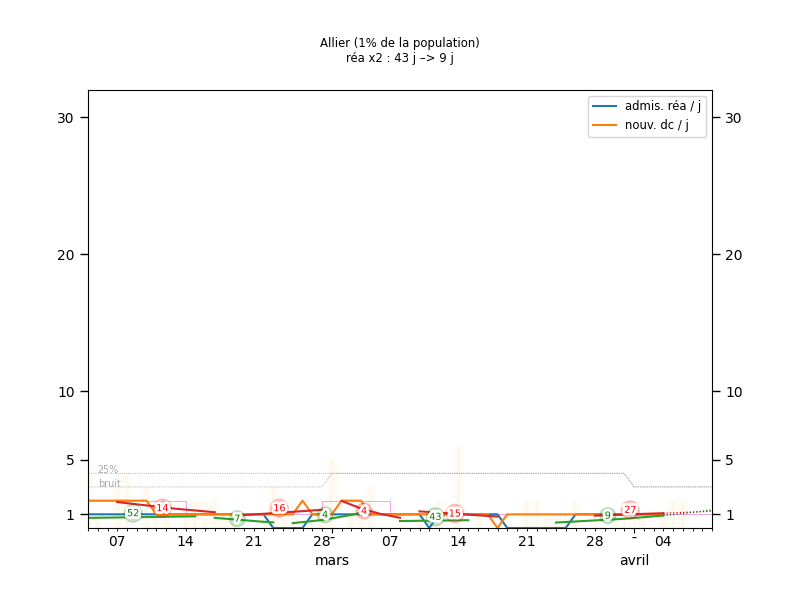 Allier (1% de la population)
réa x2 : 43 j –> 9 j
admis. réa / j
nouv. dc / j
30 30
20 20
10 10
5 5
25%
bruit
1 1
52 14 7 16 4 4 43 15 9 27
07 14 21 28 07 14 21 28 04
mars avril